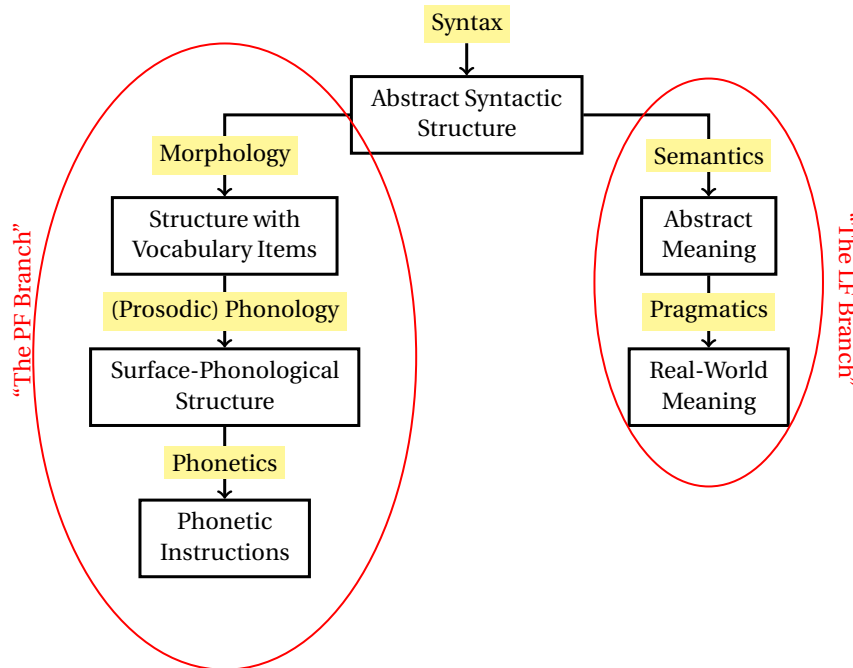 Syntax
Abstract Syntactic
Structure
Morphology
Semantics
Structure with
Vocabulary Items
Abstract
Meaning
(Prosodic) Phonology
Pragmatics
Surface-Phonological
Structure
Real-World
Meaning
Phonetics
Phonetic
Instructions
“The PF Branch”
“The LF Branch”